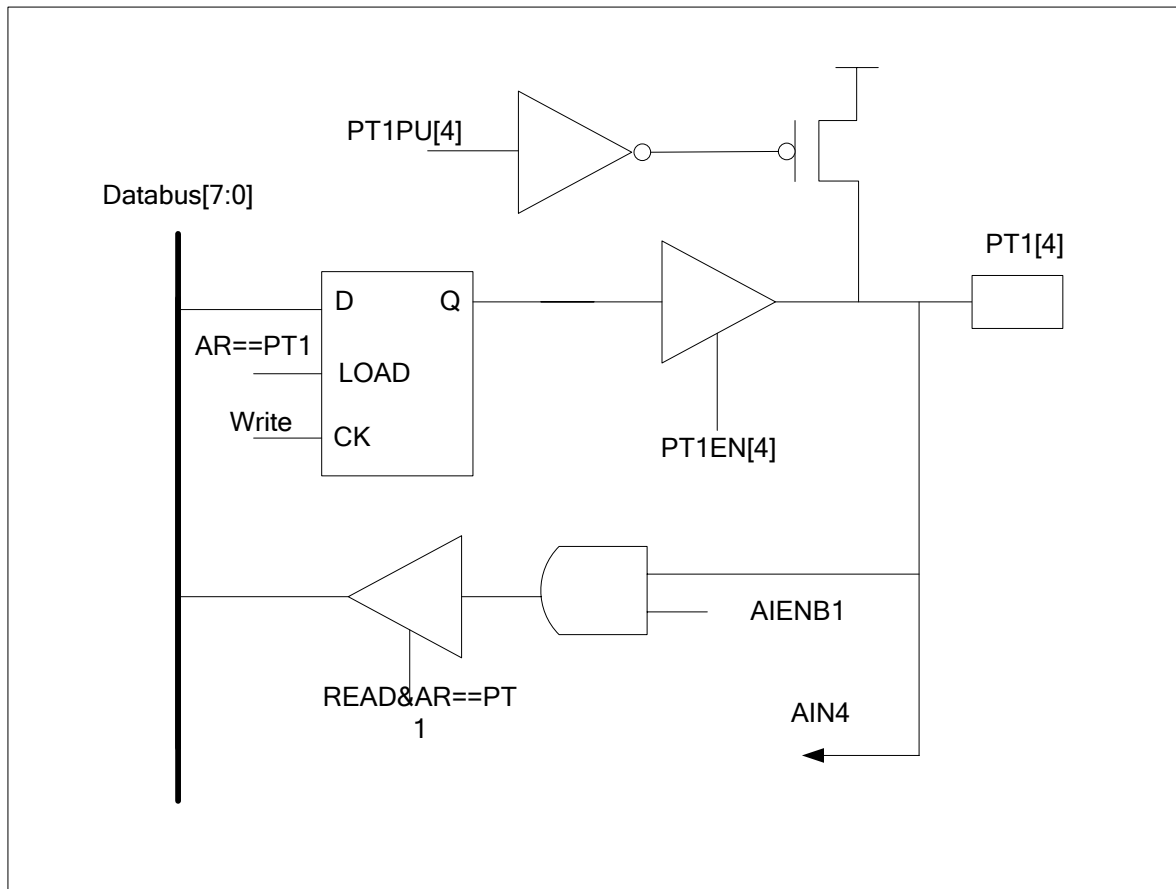 PT1PU[4]
Databus[7:0]
PT1[4]
D
Q
AR==PT1
LOAD
Write
CK
PT1EN[4]
AIENB1
READ&AR==PT
1
AIN4